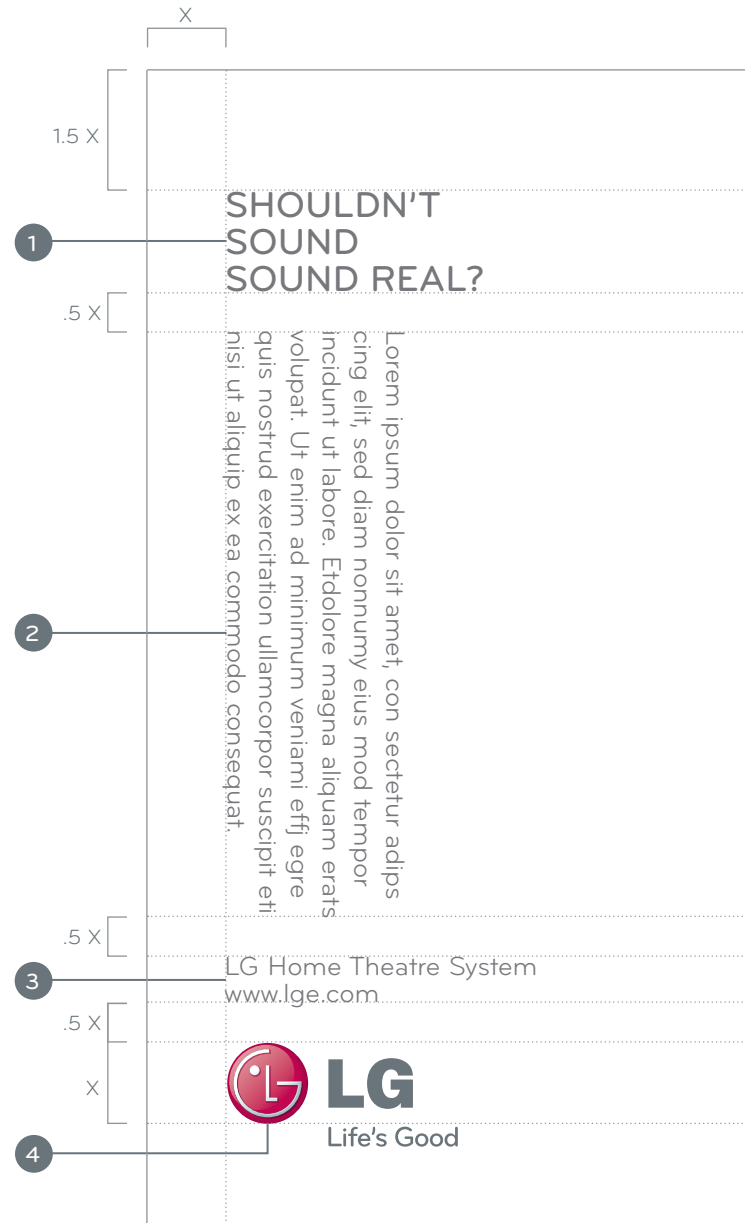 X
1.5 X
1
SHOULDN'T
SOUND
SOUND REAL?
.5 X
2
Lorem ipsum dolor sit amet, con sectetur adips
cing elit, sed diam nonnumy eius mod tempor
incidunt ut labore. Etdolore magna aliquam erats
volupat. Ut enim ad minimum veniami effj egre
quis nostrud exercitation ullamcorpor suscipit eti
nisi ut aliquip ex ea commodo consequat.
.5 X
3
LG Home Theatre System
www.lge.com
.5 X
X
LG
Life's Good
4